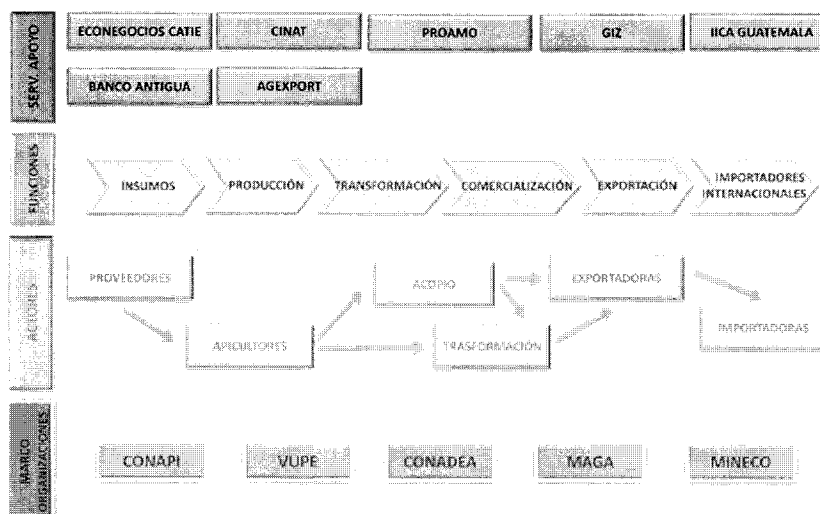 SERV. APOYO
ECONEGOCIOS CATIE
CINAT
PROAMO
GIZ
IICA GUATEMALA
BANCO ANTIGUA
AGEXPORT
FUNCIONES
INSUMOS
PRODUCCIÓN
TRANSFORMACIÓN
COMERCIALIZACIÓN
EXPORTACIÓN
IMPORTADORES
INTERNACIONALES
ACTORES
PROVEEDORES
ACOPIO
EXPORTADORAS
APICULTORES
TRASFORMACIÓN
IMPORTADORAS
MARCO
ORGANIZACIONES
CONAPI
VUPE
CONADEA
MAGA
MINECO